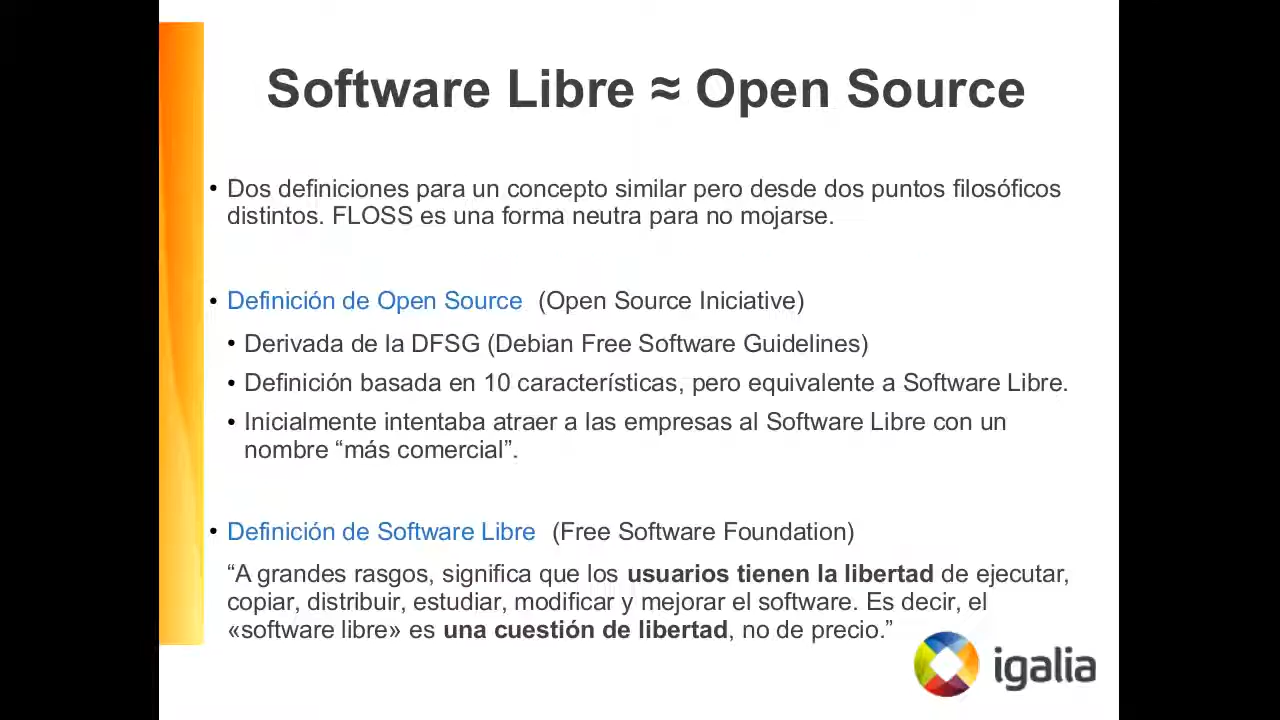 Software Libre ≈ Open Source
• Dos definiciones para un concepto similar pero desde dos puntos filosóficos
distintos. FLOSS es una forma neutra para no mojarse.
• Definición de Open Source (Open Source Iniciative)
• Derivada de la DFSG (Debian Free Software Guidelines)
• Definición basada en 10 características, pero equivalente a Software Libre.
• Inicialmente intentaba atraer a las empresas al Software Libre con un
nombre “más comercial”.
• Definición de Software Libre (Free Software Foundation)
“A grandes rasgos, significa que los usuarios tienen la libertad de ejecutar,
copiar, distribuir, estudiar, modificar y mejorar el software. Es decir, el
«software libre» es una cuestión de libertad, no de precio.”
igalia